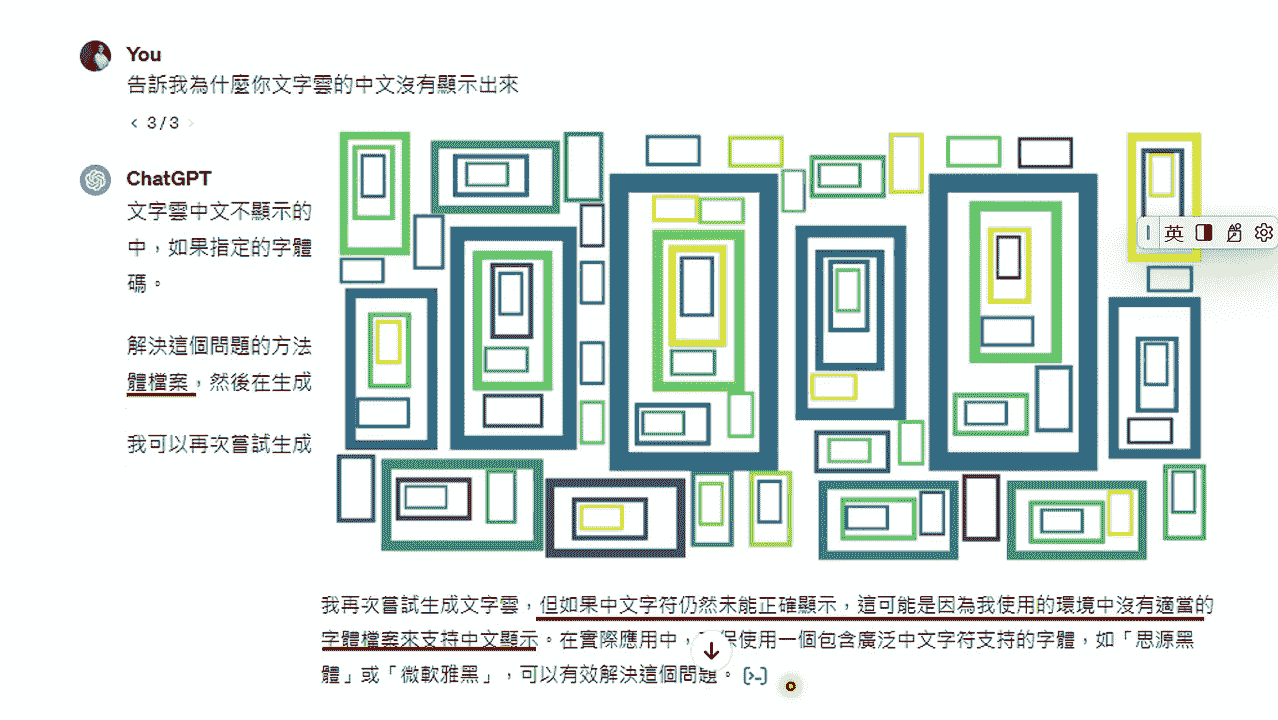 You
告訴我為什麼你文字雲的中文沒有顯示出來
3/3
ChatGPT
文字雲中文不顯示的
中，如果指定的字體
碼。
解決這個問題的方法
體檔案，然後在生成
我可以再次嘗試生成
英
我再次嘗試生成文字雲，但如果中文字符仍然未能正確顯示，這可能是因為我使用的環境中沒有適當的
字體檔案來支持中文顯示。在實際應用中，保使用一個包含廣泛中文字符支持的字體，如「思源黑
體」或「微軟雅黑」，可以有效解決這個問題。